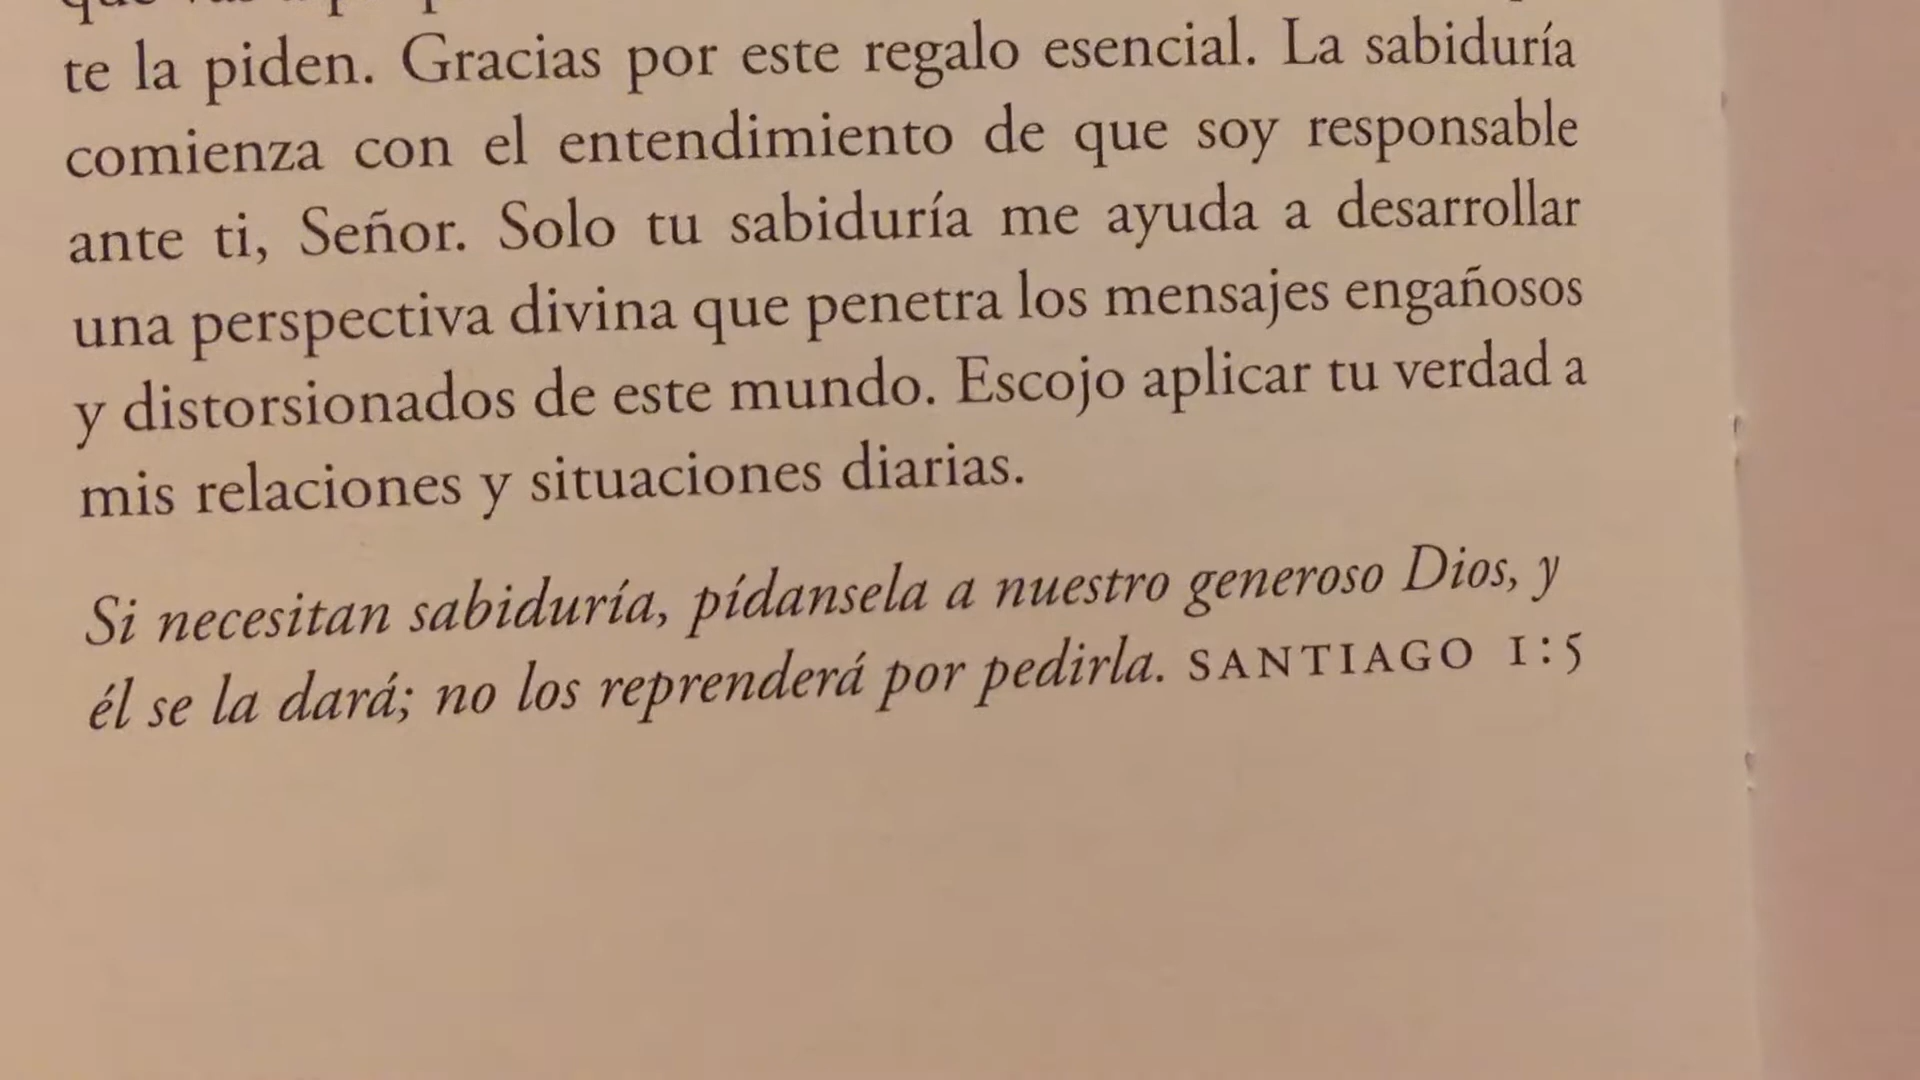 te la piden. Gracias por este regalo esencial. La sabiduría
comienza con el entendimiento de que soy responsable
ante ti, Señor. Solo tu sabiduría me ayuda a desarrollar
una perspectiva divina que penetra los mensajes engañosos
y distorsionados de este mundo. Escojo aplicar tu verdad a
mis relaciones y situaciones diarias.
Si necesitan sabiduría, pídansela a nuestro generoso Dios, y
él se la dará; no los reprenderá por pedirla. SANTIAGO 1:5